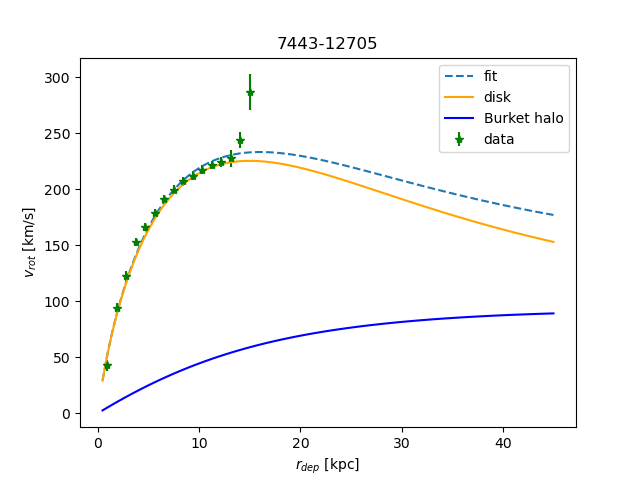 7443-12705
fit
disk
Burket halo
data
300
250
200
150
100
50
0
v_rot [km/s]
0 10 20 30 40
r_dep [kpc]